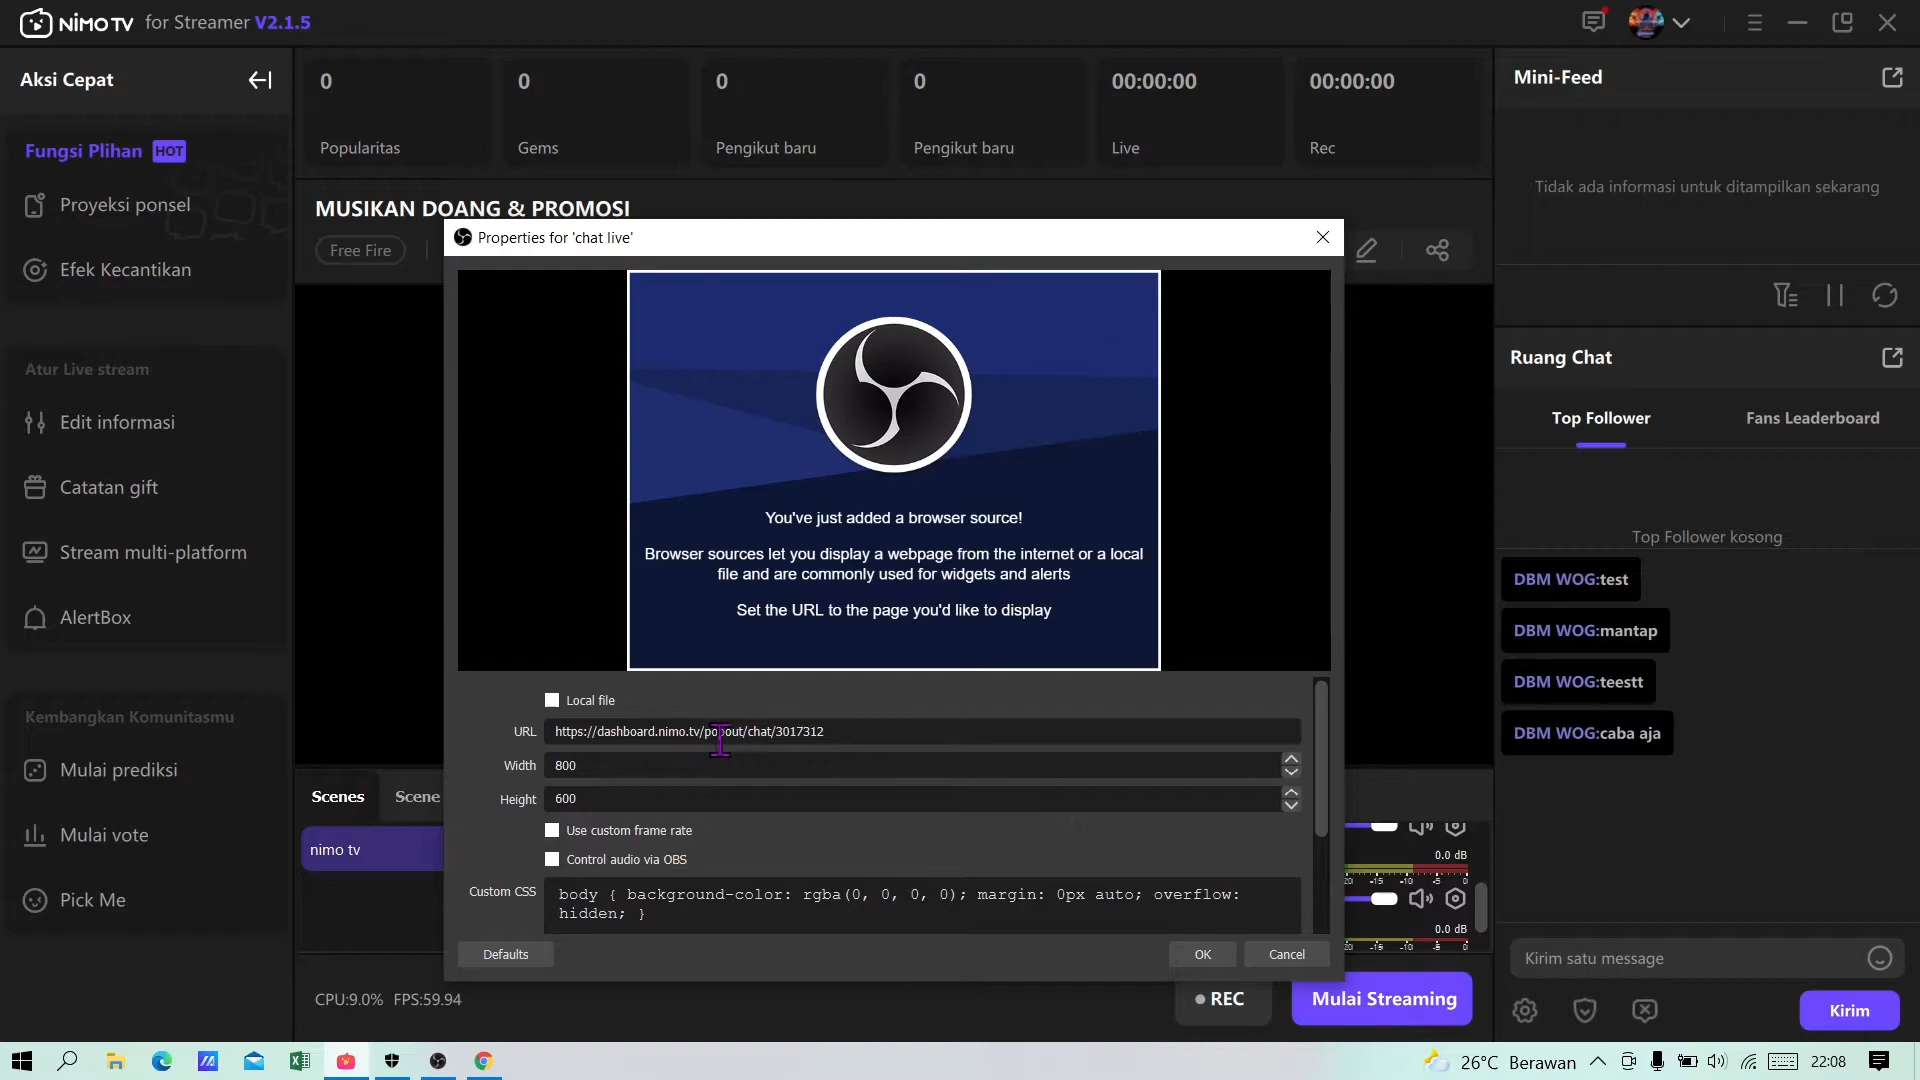 nimo TV for Streamer V2.1.5
Aksi Cepat
Fungsi Plihan HOT
Proyeksi ponsel
Efek Kecantikan
Atur Live stream
Edit informasi
Catatan gift
Stream multi-platform
AlertBox
Kembangkan Komunitasmu
Mulai prediksi
Mulai vote
Pick Me
0
Popularitas
0
Gems
0
Pengikut baru
0
Pengikut baru
00:00:00
Live
00:00:00
Rec
MUSIKAN DOANG & PROMOSI
Free Fire
Properties for 'chat live'
You've just added a browser source!
Browser sources let you display a webpage from the internet or a local
file and are commonly used for widgets and alerts
Set the URL to the page you'd like to display
Local file
URL https://dashboard.nimo.tv/popout/chat/3017312
Width 800
Height 600
Use custom frame rate
Control audio via OBS
Custom CSS body { background-color: rgba(0, 0, 0, 0); margin: 0px auto; overflow:
hidden; }
Defaults
OK
Cancel
Scenes
Scene
nimo tv
0.0 dB
0.0 dB
CPU:9.0% FPS:59.94
REC
Mulai Streaming
Mini-Feed
Tidak ada informasi untuk ditampilkan sekarang
Ruang Chat
Top Follower
Fans Leaderboard
Top Follower kosong
DBM WOG:test
DBM WOG:mantap
DBM WOG:teestt
DBM WOG:caba aja
Kirim satu message
Kirim
26°C Berawan
22:08